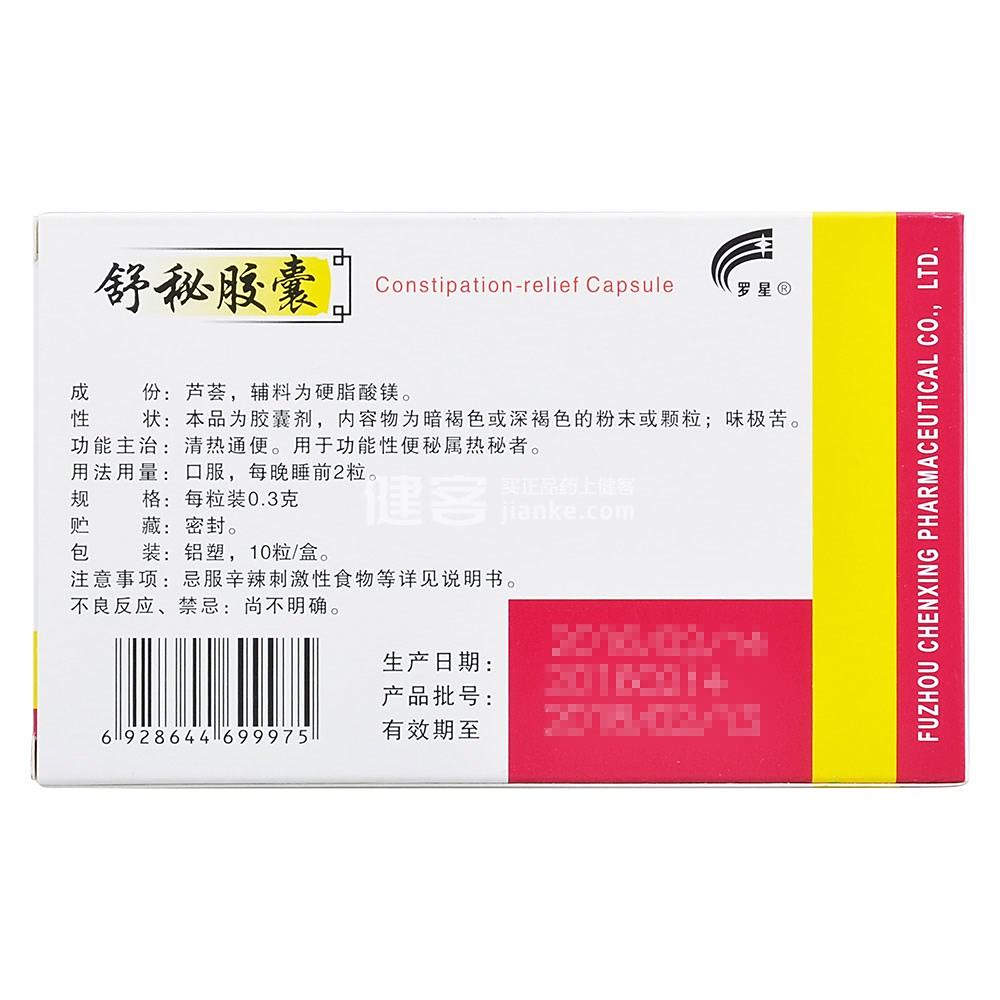 舒秘胶囊
Constipation-relief Capsule
罗星®
成 份：芦荟，辅料为硬脂酸镁。
性 状：本品为胶囊剂，内容物为暗褐色或深褐色的粉末或颗粒；味极苦。
功能主治：清热通便。用于功能性便秘属热秘者。
用法用量：口服，每晚睡前2粒。
规 格：每粒装0.3克
贮 藏：密封。
包 装：铝塑，10粒/盒。
注意事项：忌服辛辣刺激性食物等详见说明书。
不良反应、禁忌：尚不明确。
健客 买正品药上健客
jianke.com
6 928644 699975
生产日期：
产品批号：
有效期至
FUZHOU CHENXING PHARMACEUTICAL CO., LTD.